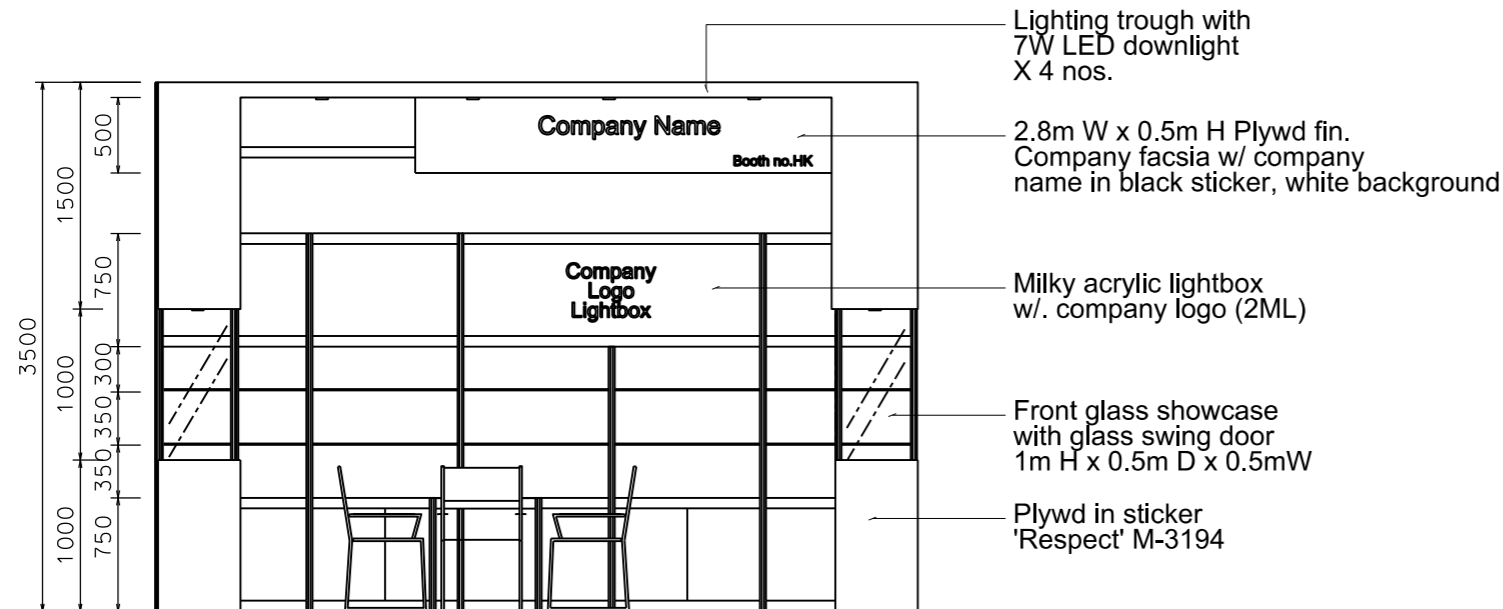 Lighting trough with
7W LED downlight
X 4 nos.
2.8m W x 0.5m H Plywd fin.
Company facsia w/ company
name in black sticker, white background
Milky acrylic lightbox
w/. company logo (2ML)
Front glass showcase
with glass swing door
1m H x 0.5m D x 0.5mW
Plywd in sticker
'Respect' M-3194
Company Name
Booth no.HK
Company
Logo
Lightbox
3500
1500
1000
1000
500
750
300
350
350
750